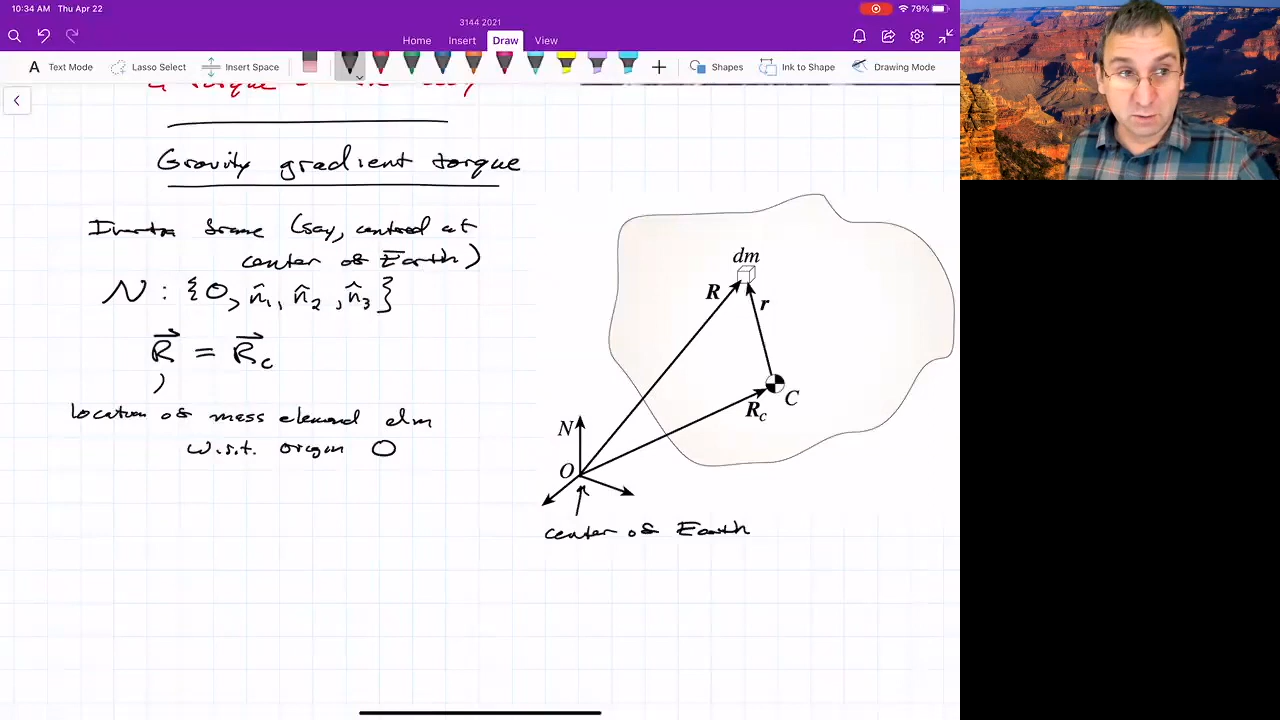 10:34 AM Thu Apr 22
79%
3144 2021
Home Insert Draw View
Text Mode Lasso Select Insert Space Shapes Ink to Shape Drawing Mode
Gravity gradient torque
Inertia frame (say, centered at
center of Earth)
N : {O, n̂₁, n̂₂, n̂₃}
R⃗ = R⃗c
location of mass element dm
w.r.t. origin O
dm
R
r
C
Rc
N
O
center of Earth